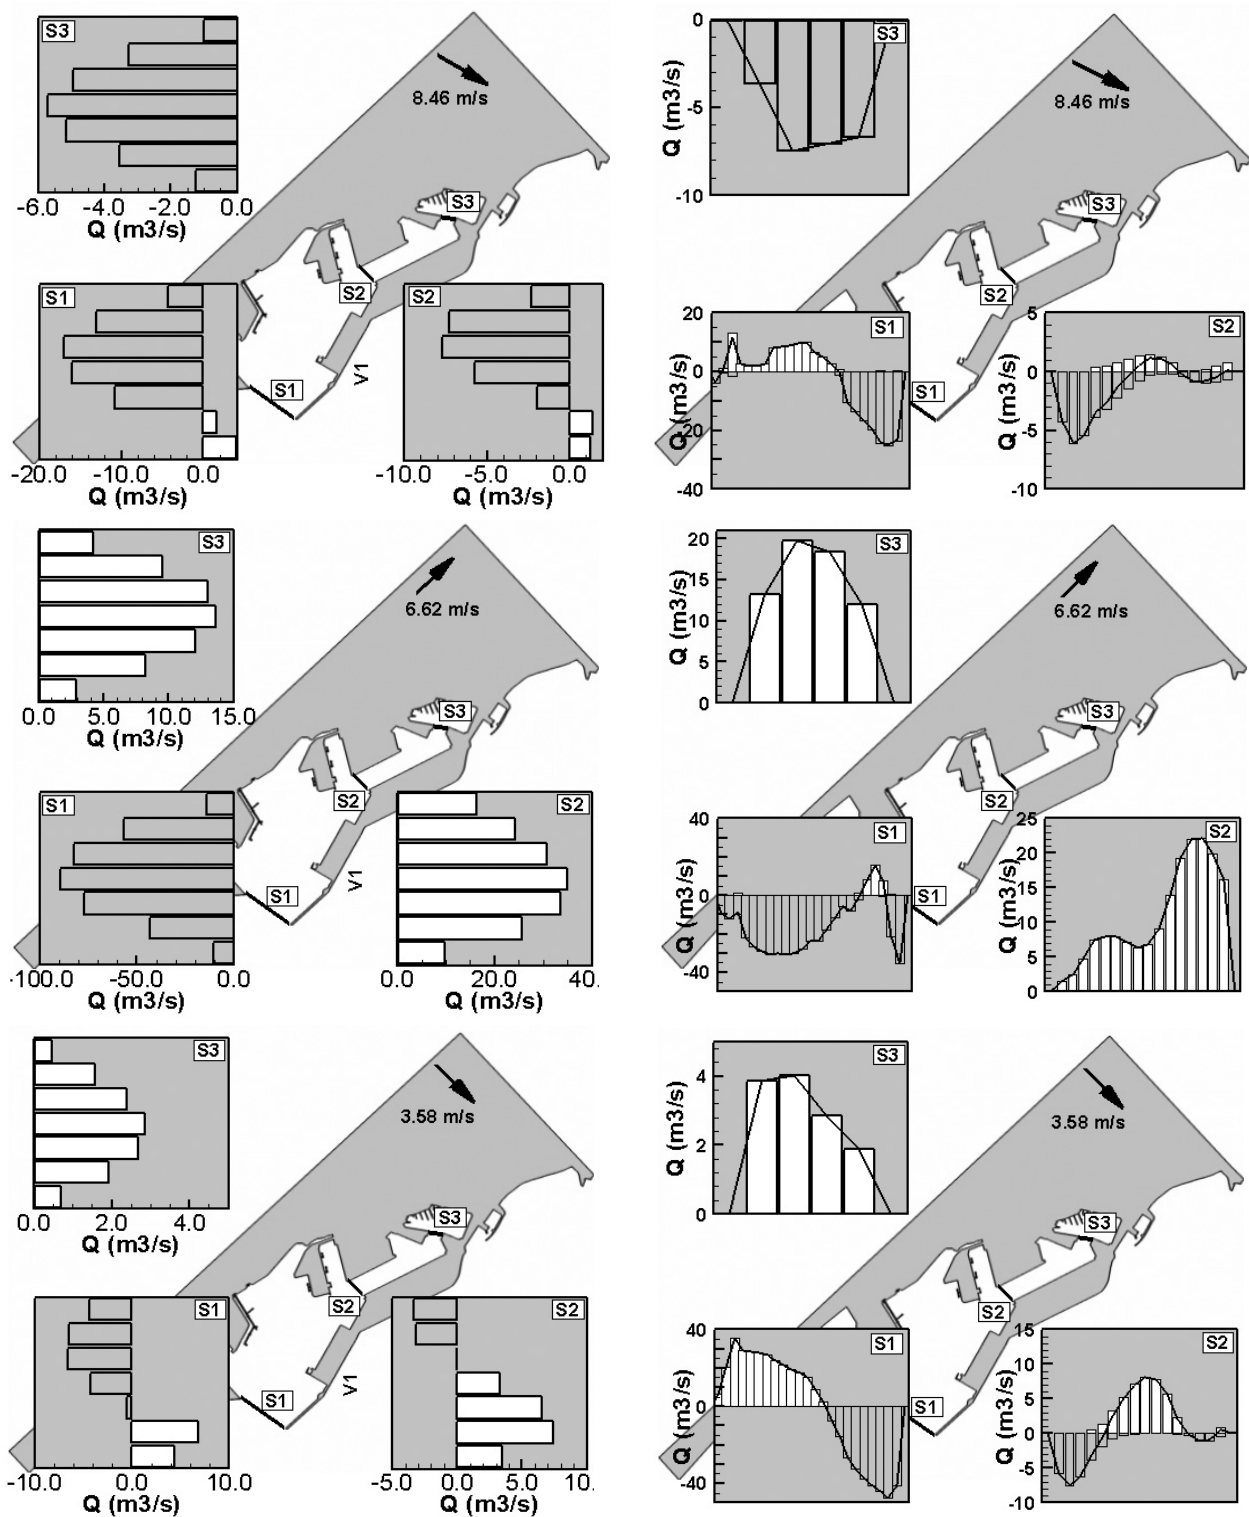 S3
-6.0 -4.0 -2.0 0.0
Q (m3/s)
8.46 m/s
S3
S2
S1
V1
S1
-20.0 -10.0 0.0
Q (m3/s)
S2
-10.0 -5.0 0.0
Q (m3/s)
S3
0
-5
-10
Q (m3/s)
8.46 m/s
S3
S2
S1
S1
20
0
-20
-40
Q (m3/s)
S2
5
0
-5
-10
Q (m3/s)
S3
0.0 5.0 10.0 15.0
Q (m3/s)
6.62 m/s
S3
S2
S1
V1
S1
-100.0 -50.0 0.0
Q (m3/s)
S2
0.0 20.0 40.
Q (m3/s)
S3
20
15
10
5
0
Q (m3/s)
6.62 m/s
S3
S2
S1
S1
40
0
-40
Q (m3/s)
S2
25
20
15
10
5
0
Q (m3/s)
S3
0.0 2.0 4.0
Q (m3/s)
3.58 m/s
S3
S2
S1
V1
S1
-10.0 0.0 10.0
Q (m3/s)
S2
-5.0 0.0 5.0 10.
Q (m3/s)
S3
4
2
0
Q (m3/s)
3.58 m/s
S3
S2
S1
S1
40
0
-40
Q (m3/s)
S2
15
10
5
0
-5
-10
Q (m3/s)